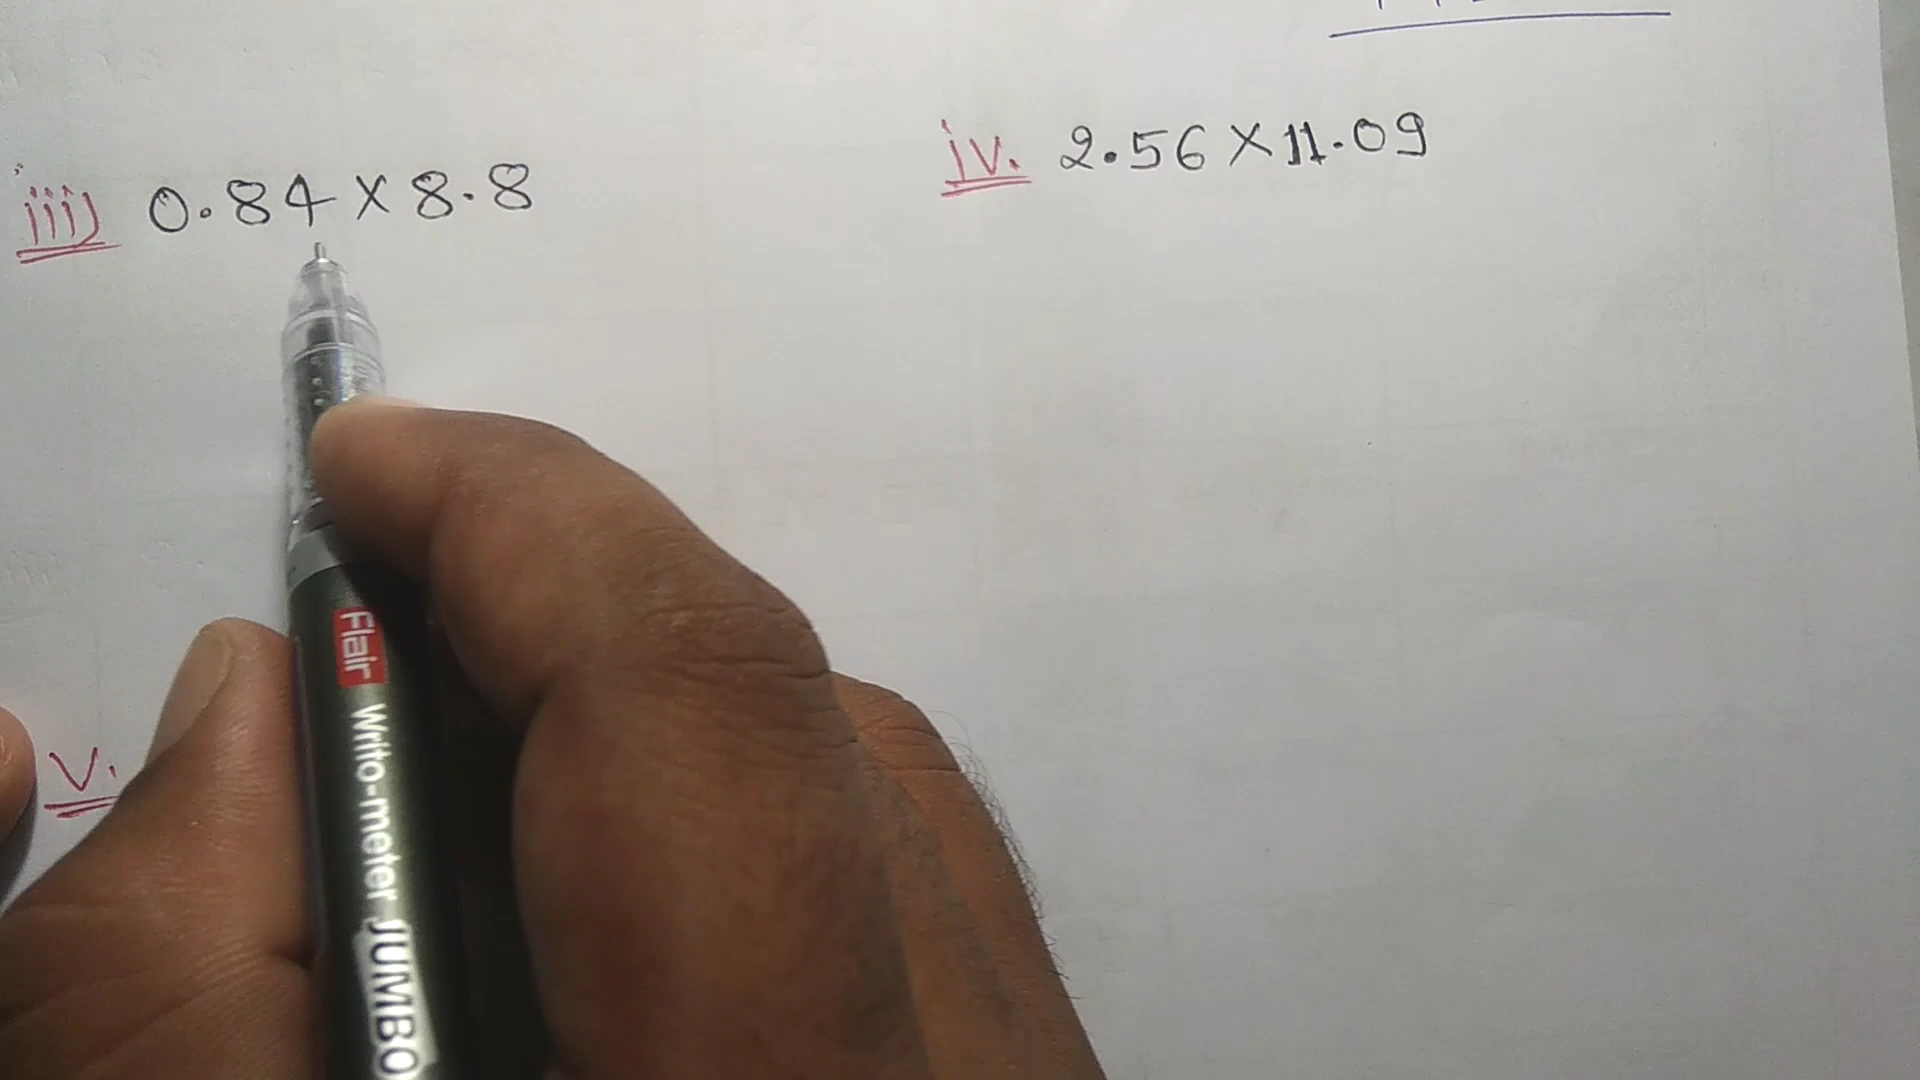 iii) 0.84 × 8.8
iv. 2.56 × 11.09
v.
Flair Writo-meter JUMBO